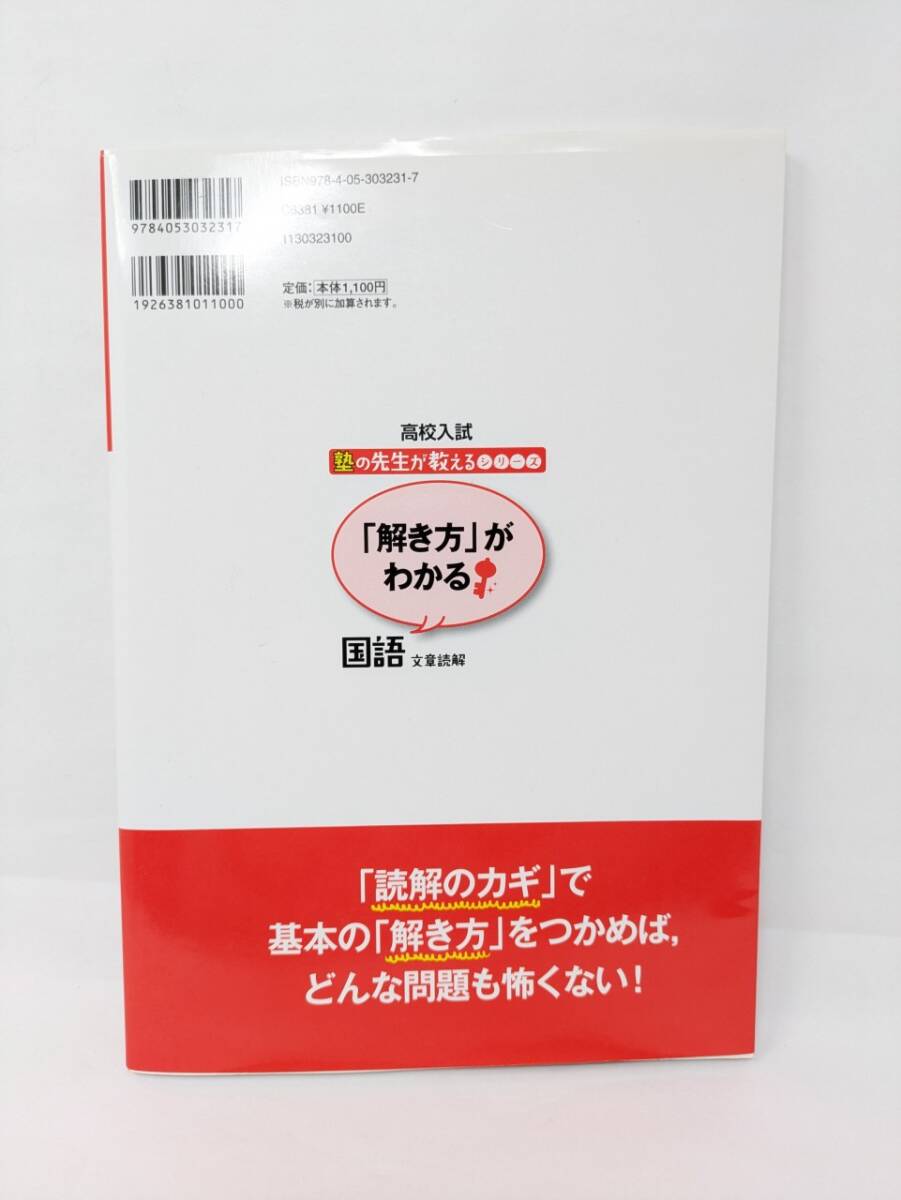 ISBN978-4-05-303231-7
C6381 ¥1100E
1130323100
9784053032317
1926381011000
定価：本体1,100円
※税が別に加算されます。
高校入試
塾の先生が教えるシリーズ
「解き方」が
わかる
国語 文章読解
「読解のカギ」で
基本の「解き方」をつかめば，
どんな問題も怖くない！